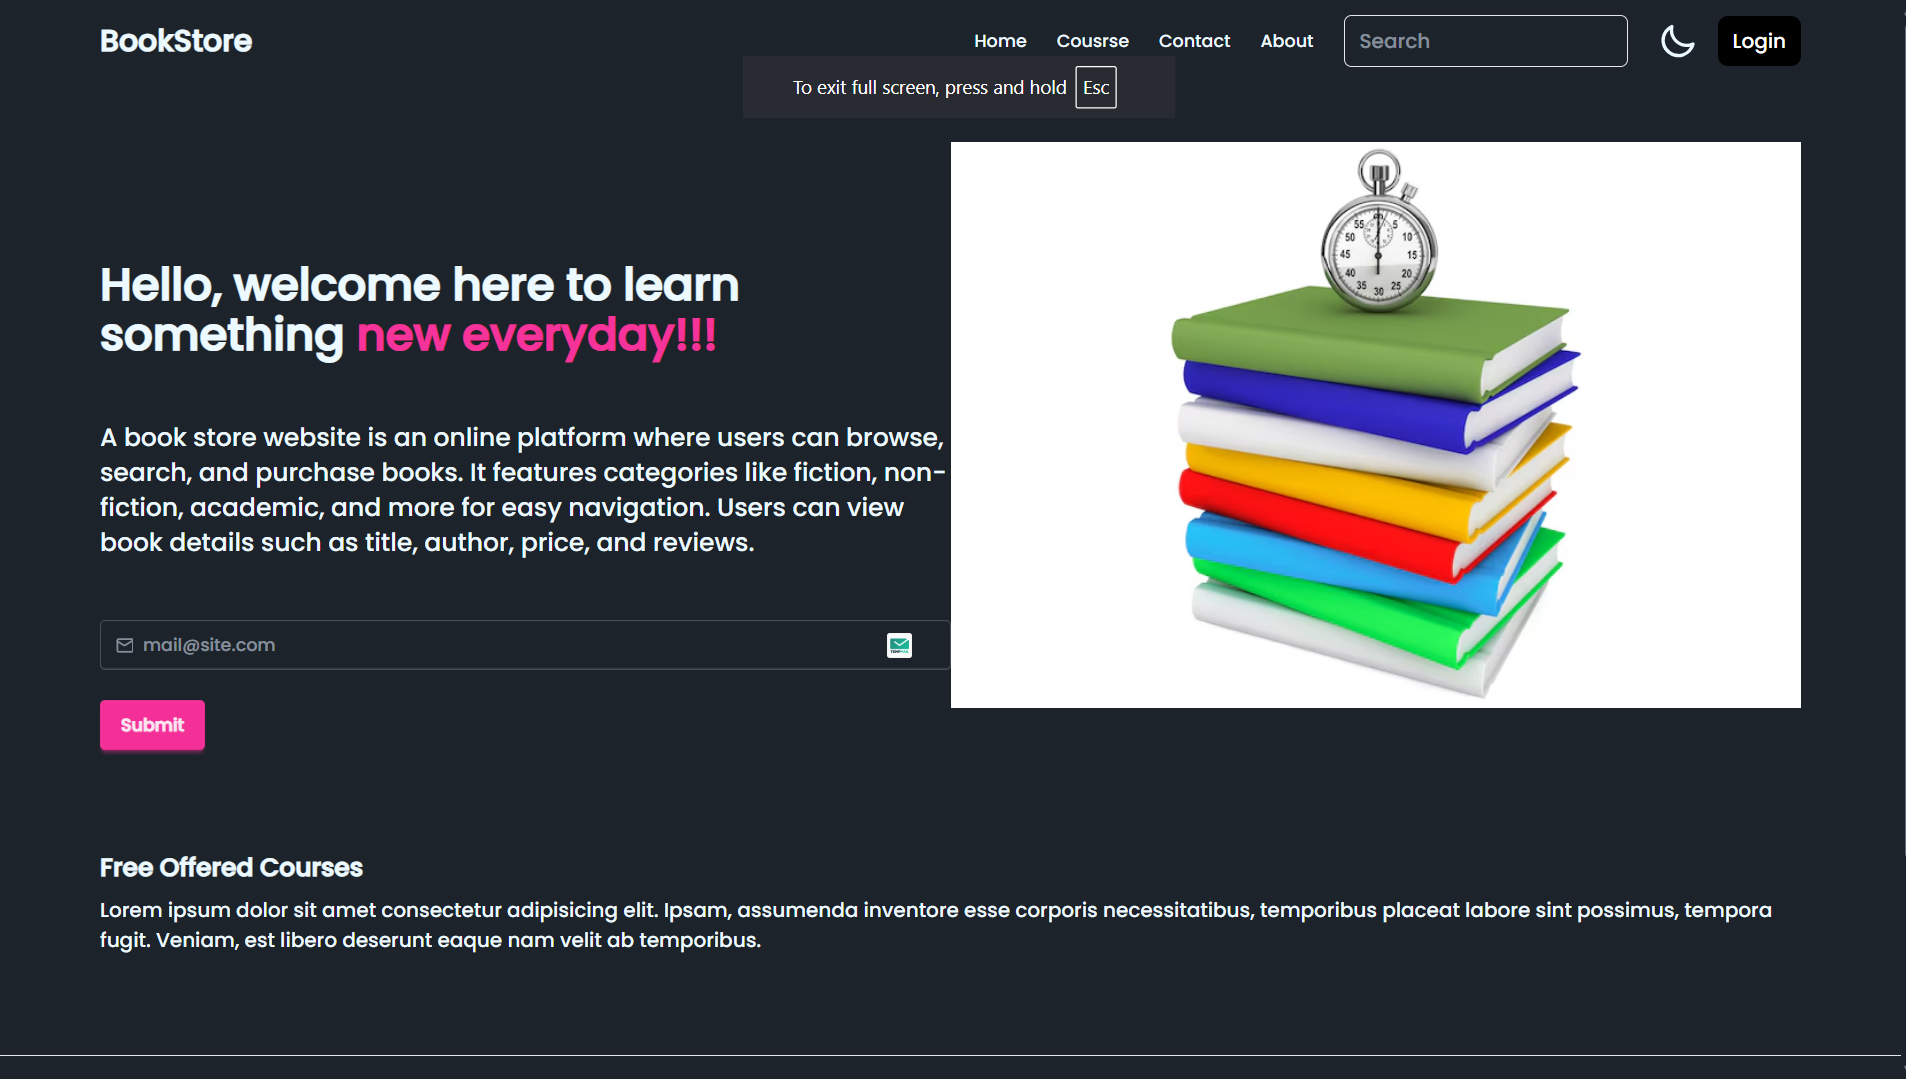 BookStore
Home
Cousrse
Contact
About
Search
Login
To exit full screen, press and hold Esc
Hello, welcome here to learn
something new everyday!!!
A book store website is an online platform where users can browse,
search, and purchase books. It features categories like fiction, non-
fiction, academic, and more for easy navigation. Users can view
book details such as title, author, price, and reviews.
mail@site.com
Submit
60
55
5
50
10
45
15
40
20
35
30
25
Free Offered Courses
Lorem ipsum dolor sit amet consectetur adipisicing elit. Ipsam, assumenda inventore esse corporis necessitatibus, temporibus placeat labore sint possimus, tempora
fugit. Veniam, est libero deserunt eaque nam velit ab temporibus.